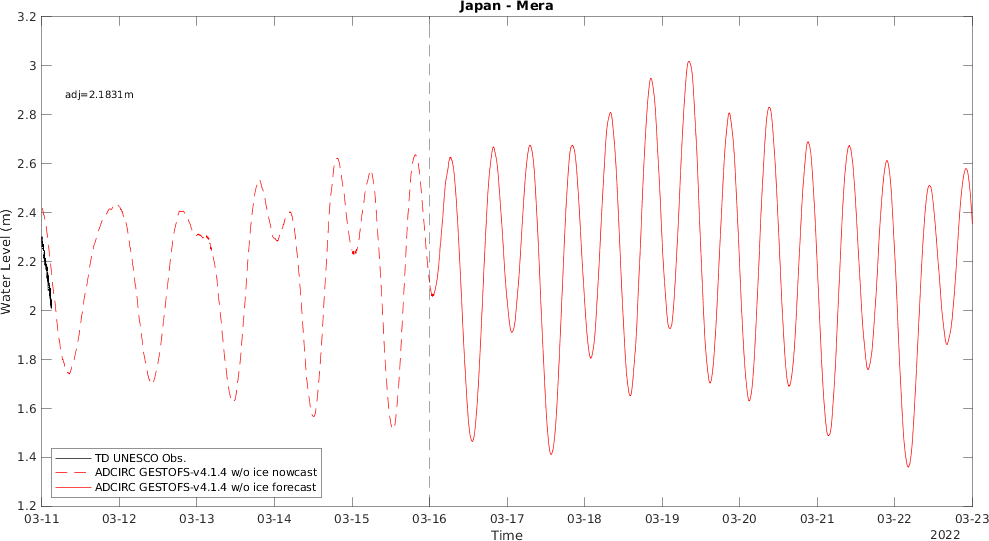 Japan - Mera
3.2
3
2.8
2.6
2.4
2.2
2
1.8
1.6
1.4
1.2
Water Level (m)
adj=2.1831m
TD UNESCO Obs.
ADCIRC GESTOFS-v4.1.4 w/o ice nowcast
ADCIRC GESTOFS-v4.1.4 w/o ice forecast
03-11 03-12 03-13 03-14 03-15 03-16 03-17 03-18 03-19 03-20 03-21 03-22 03-23
Time
2022